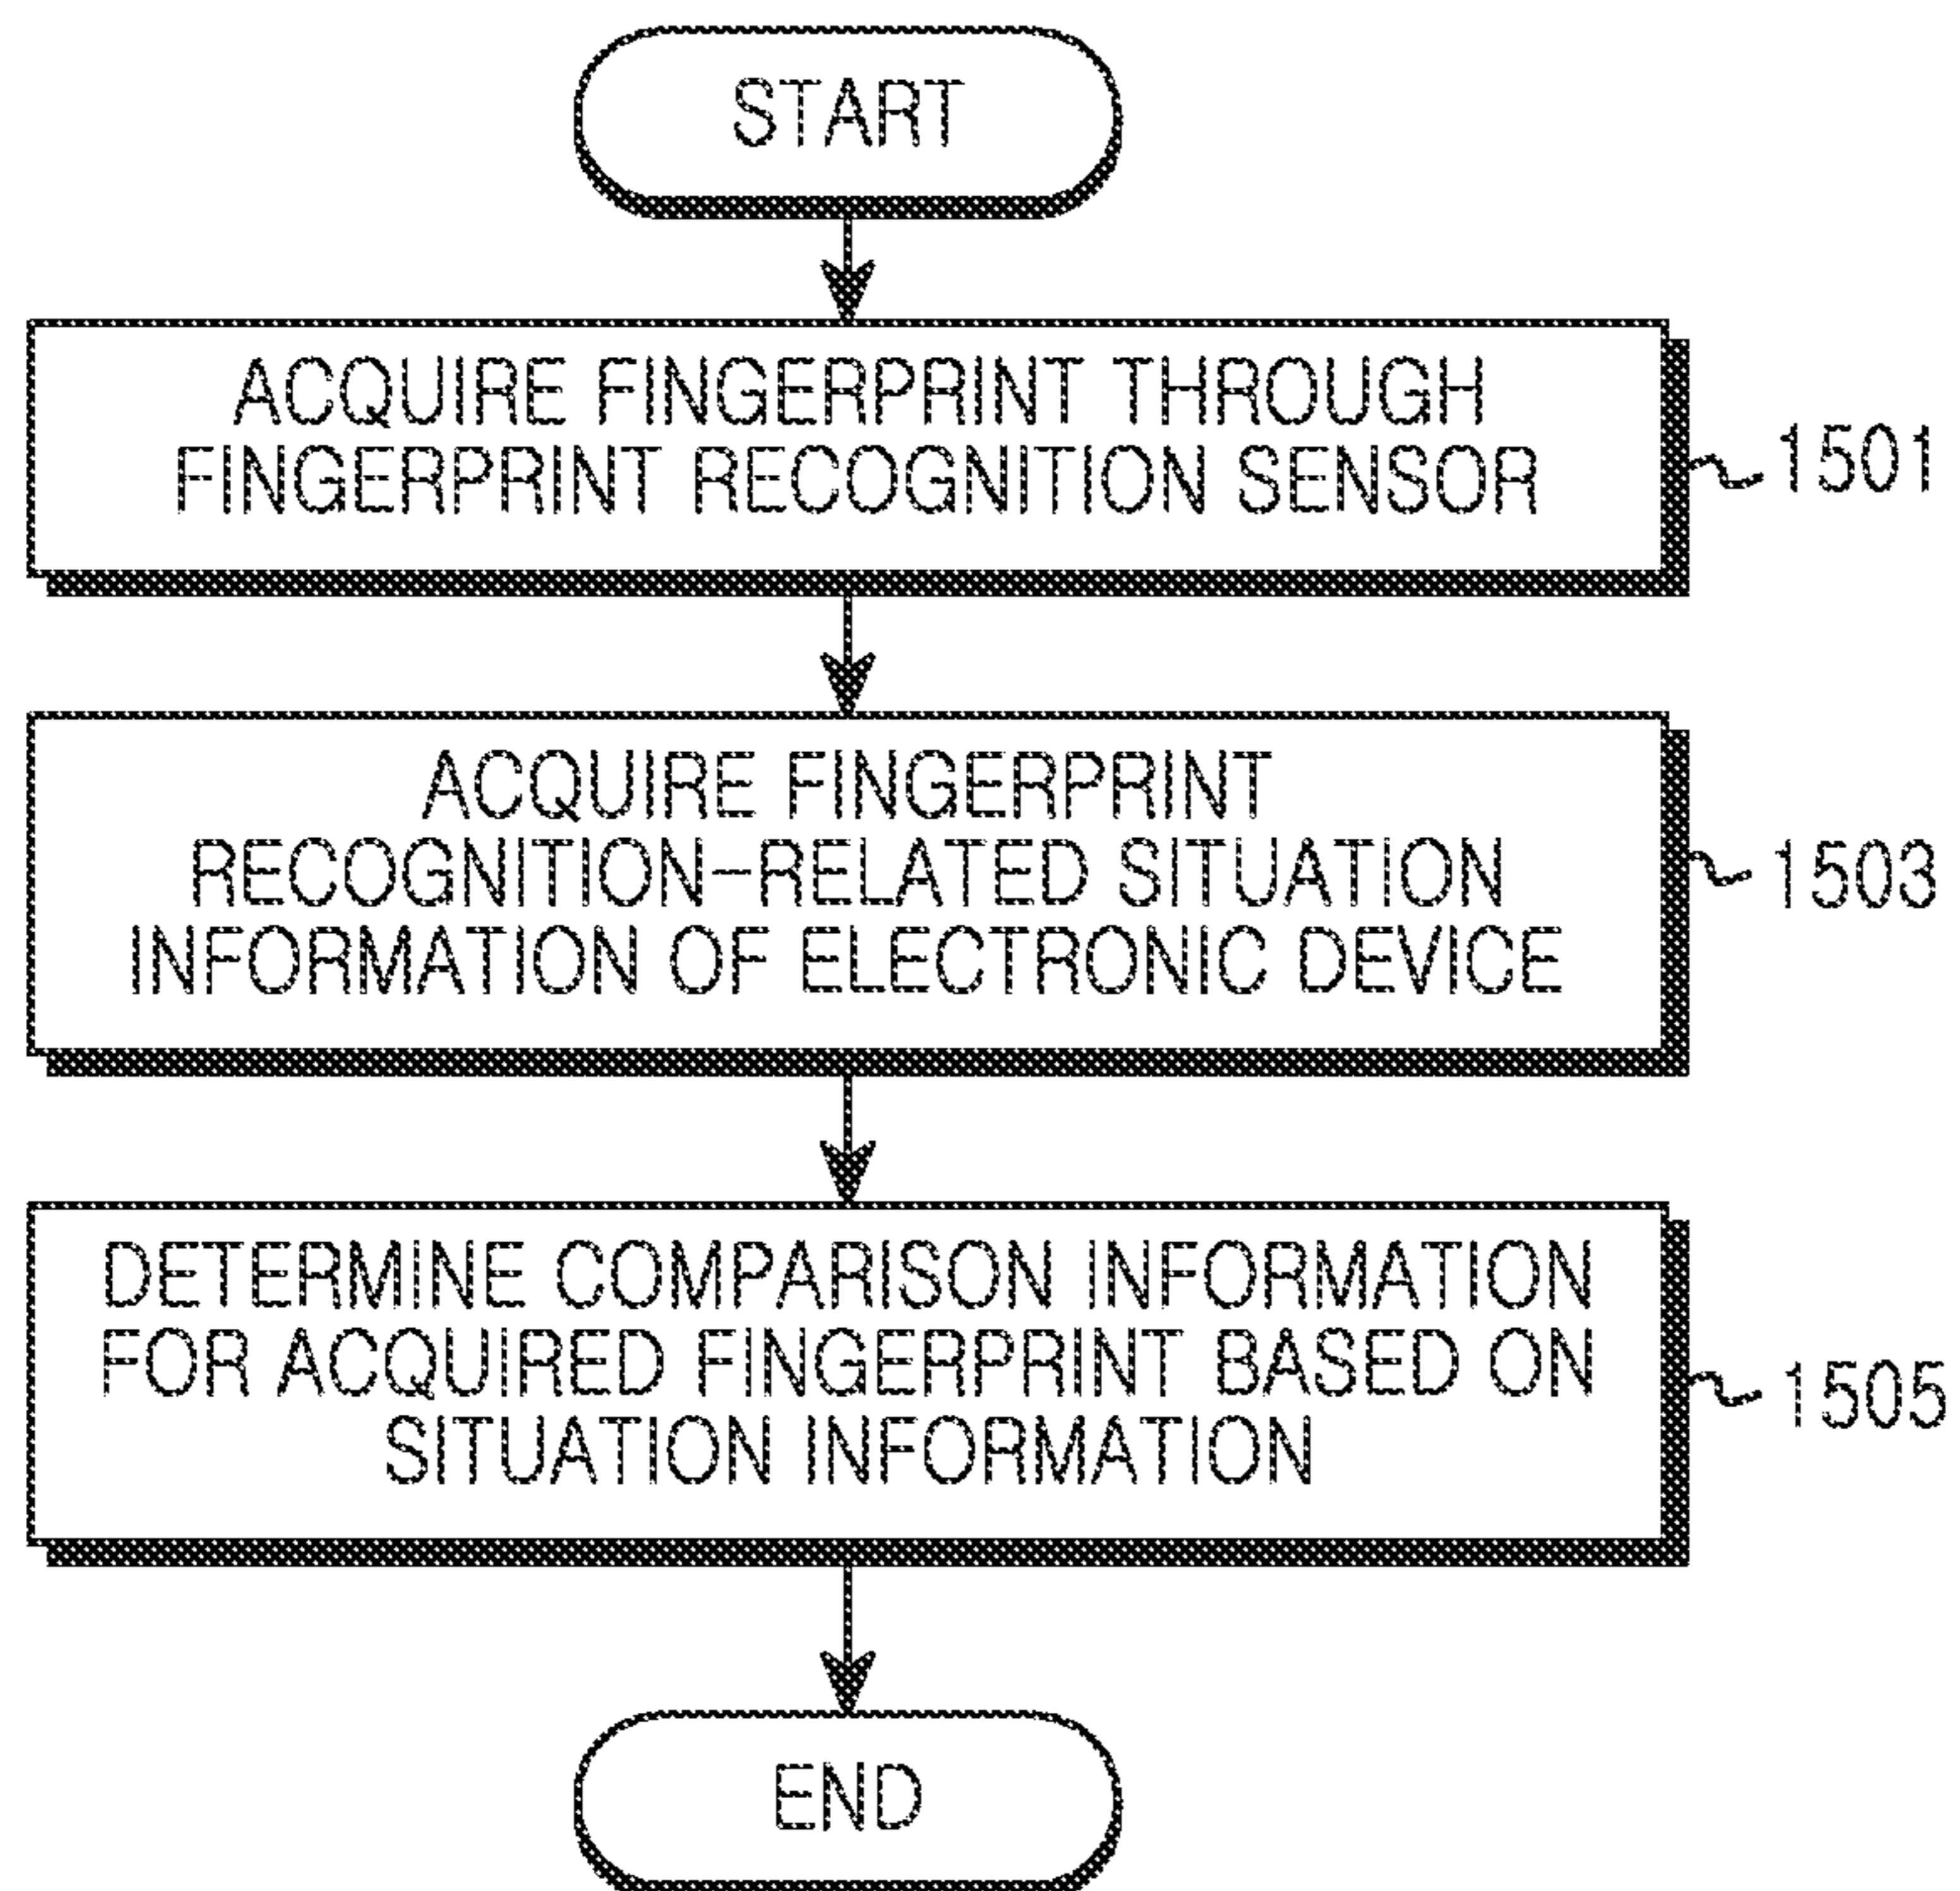 START
ACQUIRE FINGERPRINT THROUGH
FINGERPRINT RECOGNITION SENSOR
1501
ACQUIRE FINGERPRINT
RECOGNITION-RELATED SITUATION
INFORMATION OF ELECTRONIC DEVICE
1503
DETERMINE COMPARISON INFORMATION
FOR ACQUIRED FINGERPRINT BASED ON
SITUATION INFORMATION
1505
END